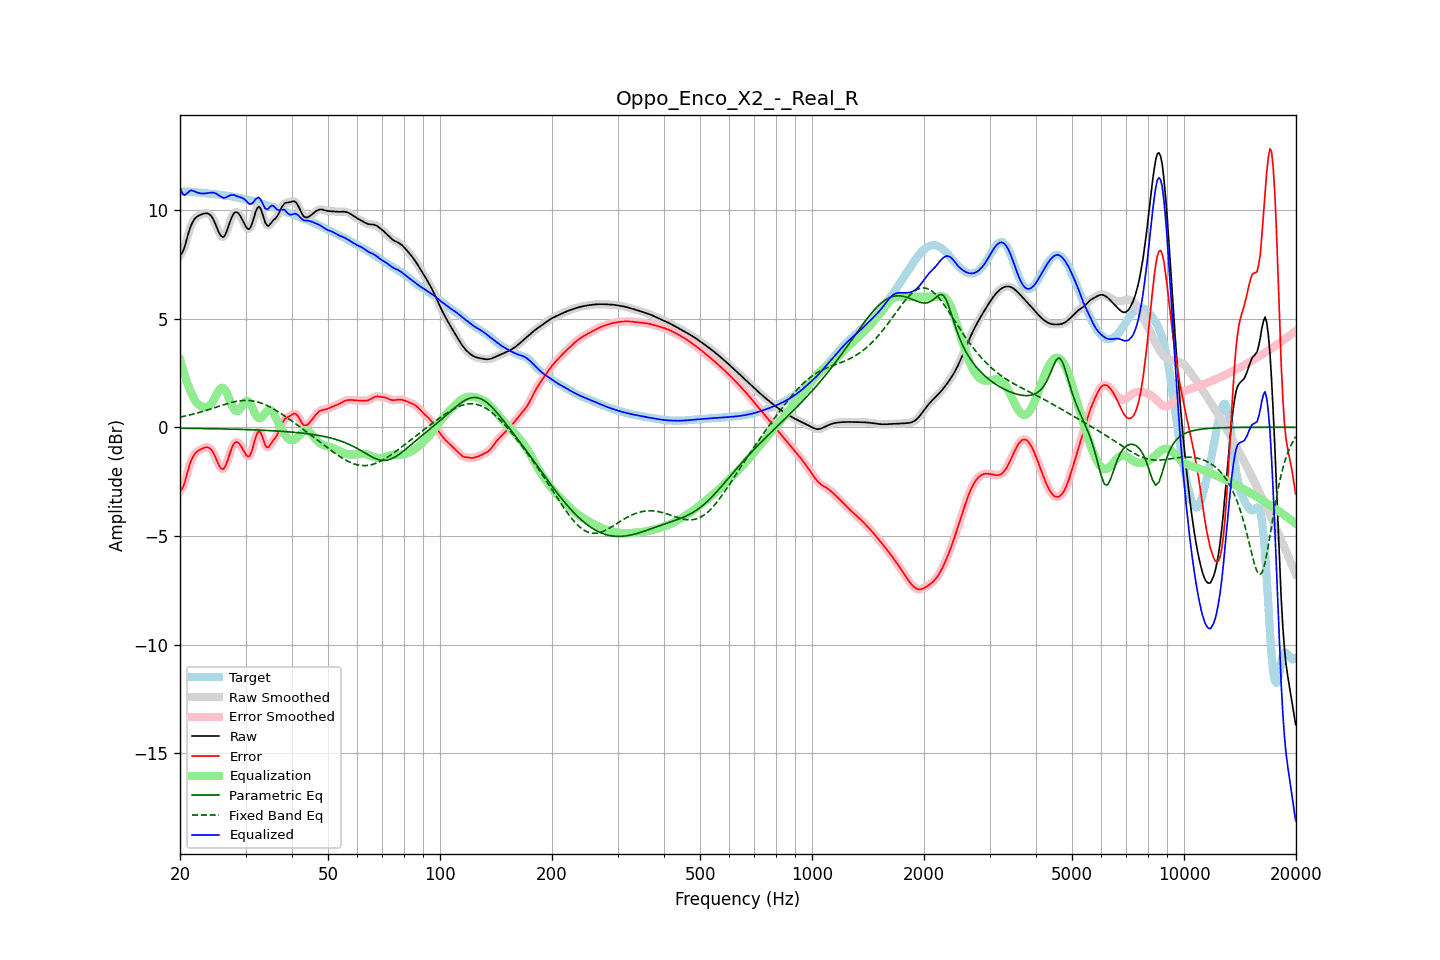 Oppo_Enco_X2_-_Real_R
Amplitude (dBr)
10
5
0
−5
−10
−15
Target
Raw Smoothed
Error Smoothed
Raw
Error
Equalization
Parametric Eq
Fixed Band Eq
Equalized
20
50
100
200
500
1000
2000
5000
10000
20000
Frequency (Hz)